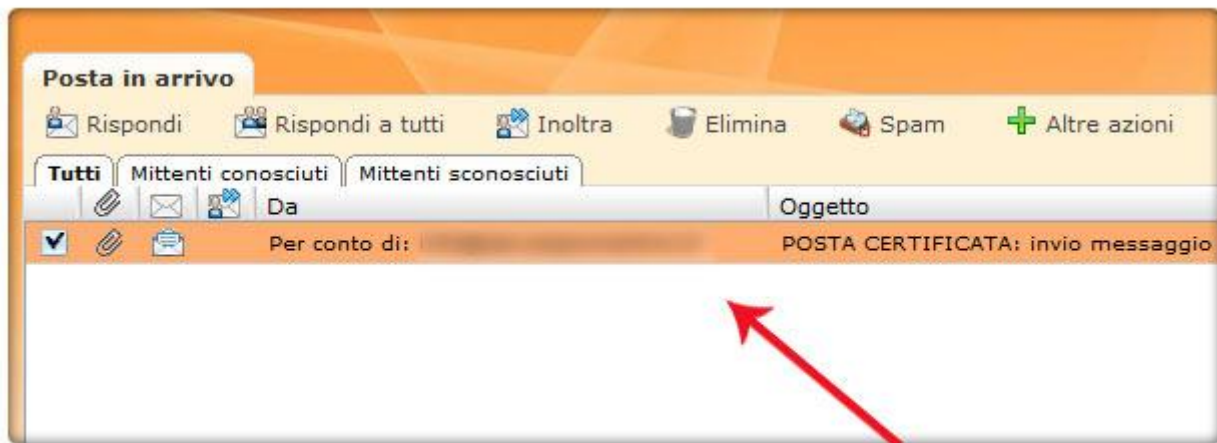 Posta in arrivo
Rispondi Rispondi a tutti Inoltra Elimina Spam Altre azioni
Tutti Mittenti conosciuti Mittenti sconosciuti
Da Oggetto
Per conto di: POSTA CERTIFICATA: invio messaggio